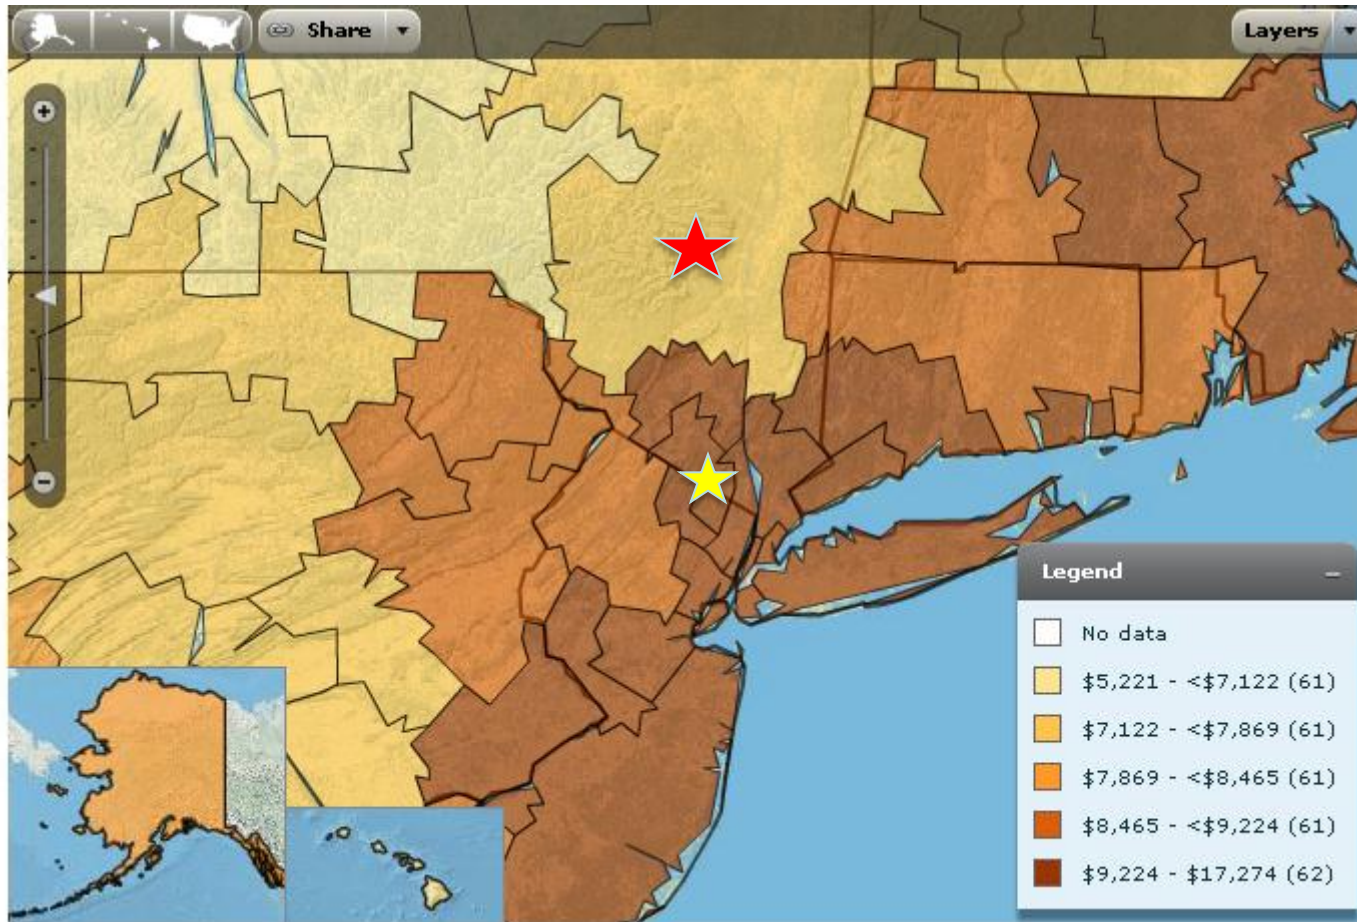 Share
Layers
Legend
No data
$5,221 - <$7,122 (61)
$7,122 - <$7,869 (61)
$7,869 - <$8,465 (61)
$8,465 - <$9,224 (61)
$9,224 - $17,274 (62)